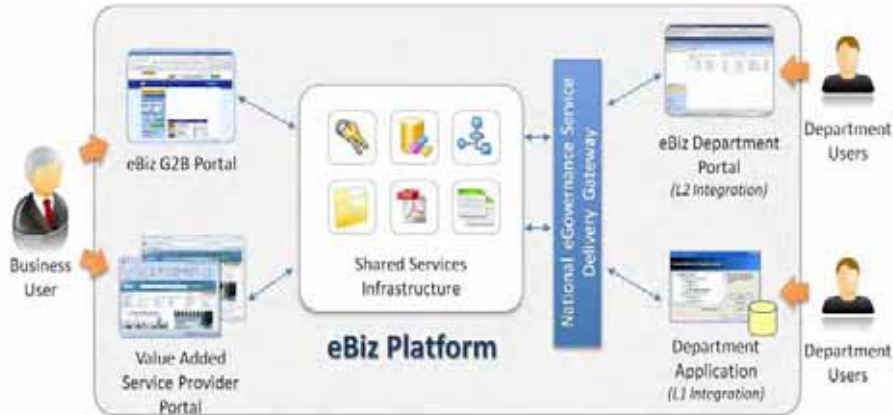 eBiz G2B Portal
Business
User
Value Added
Service Provider
Portal
Shared Services
Infrastructure
eBiz Platform
National eGovernance Service
Delivery Gateway
eBiz Department
Portal
(L2 Integration)
Department
Users
Department
Application
(L1 Integration)
Department
Users